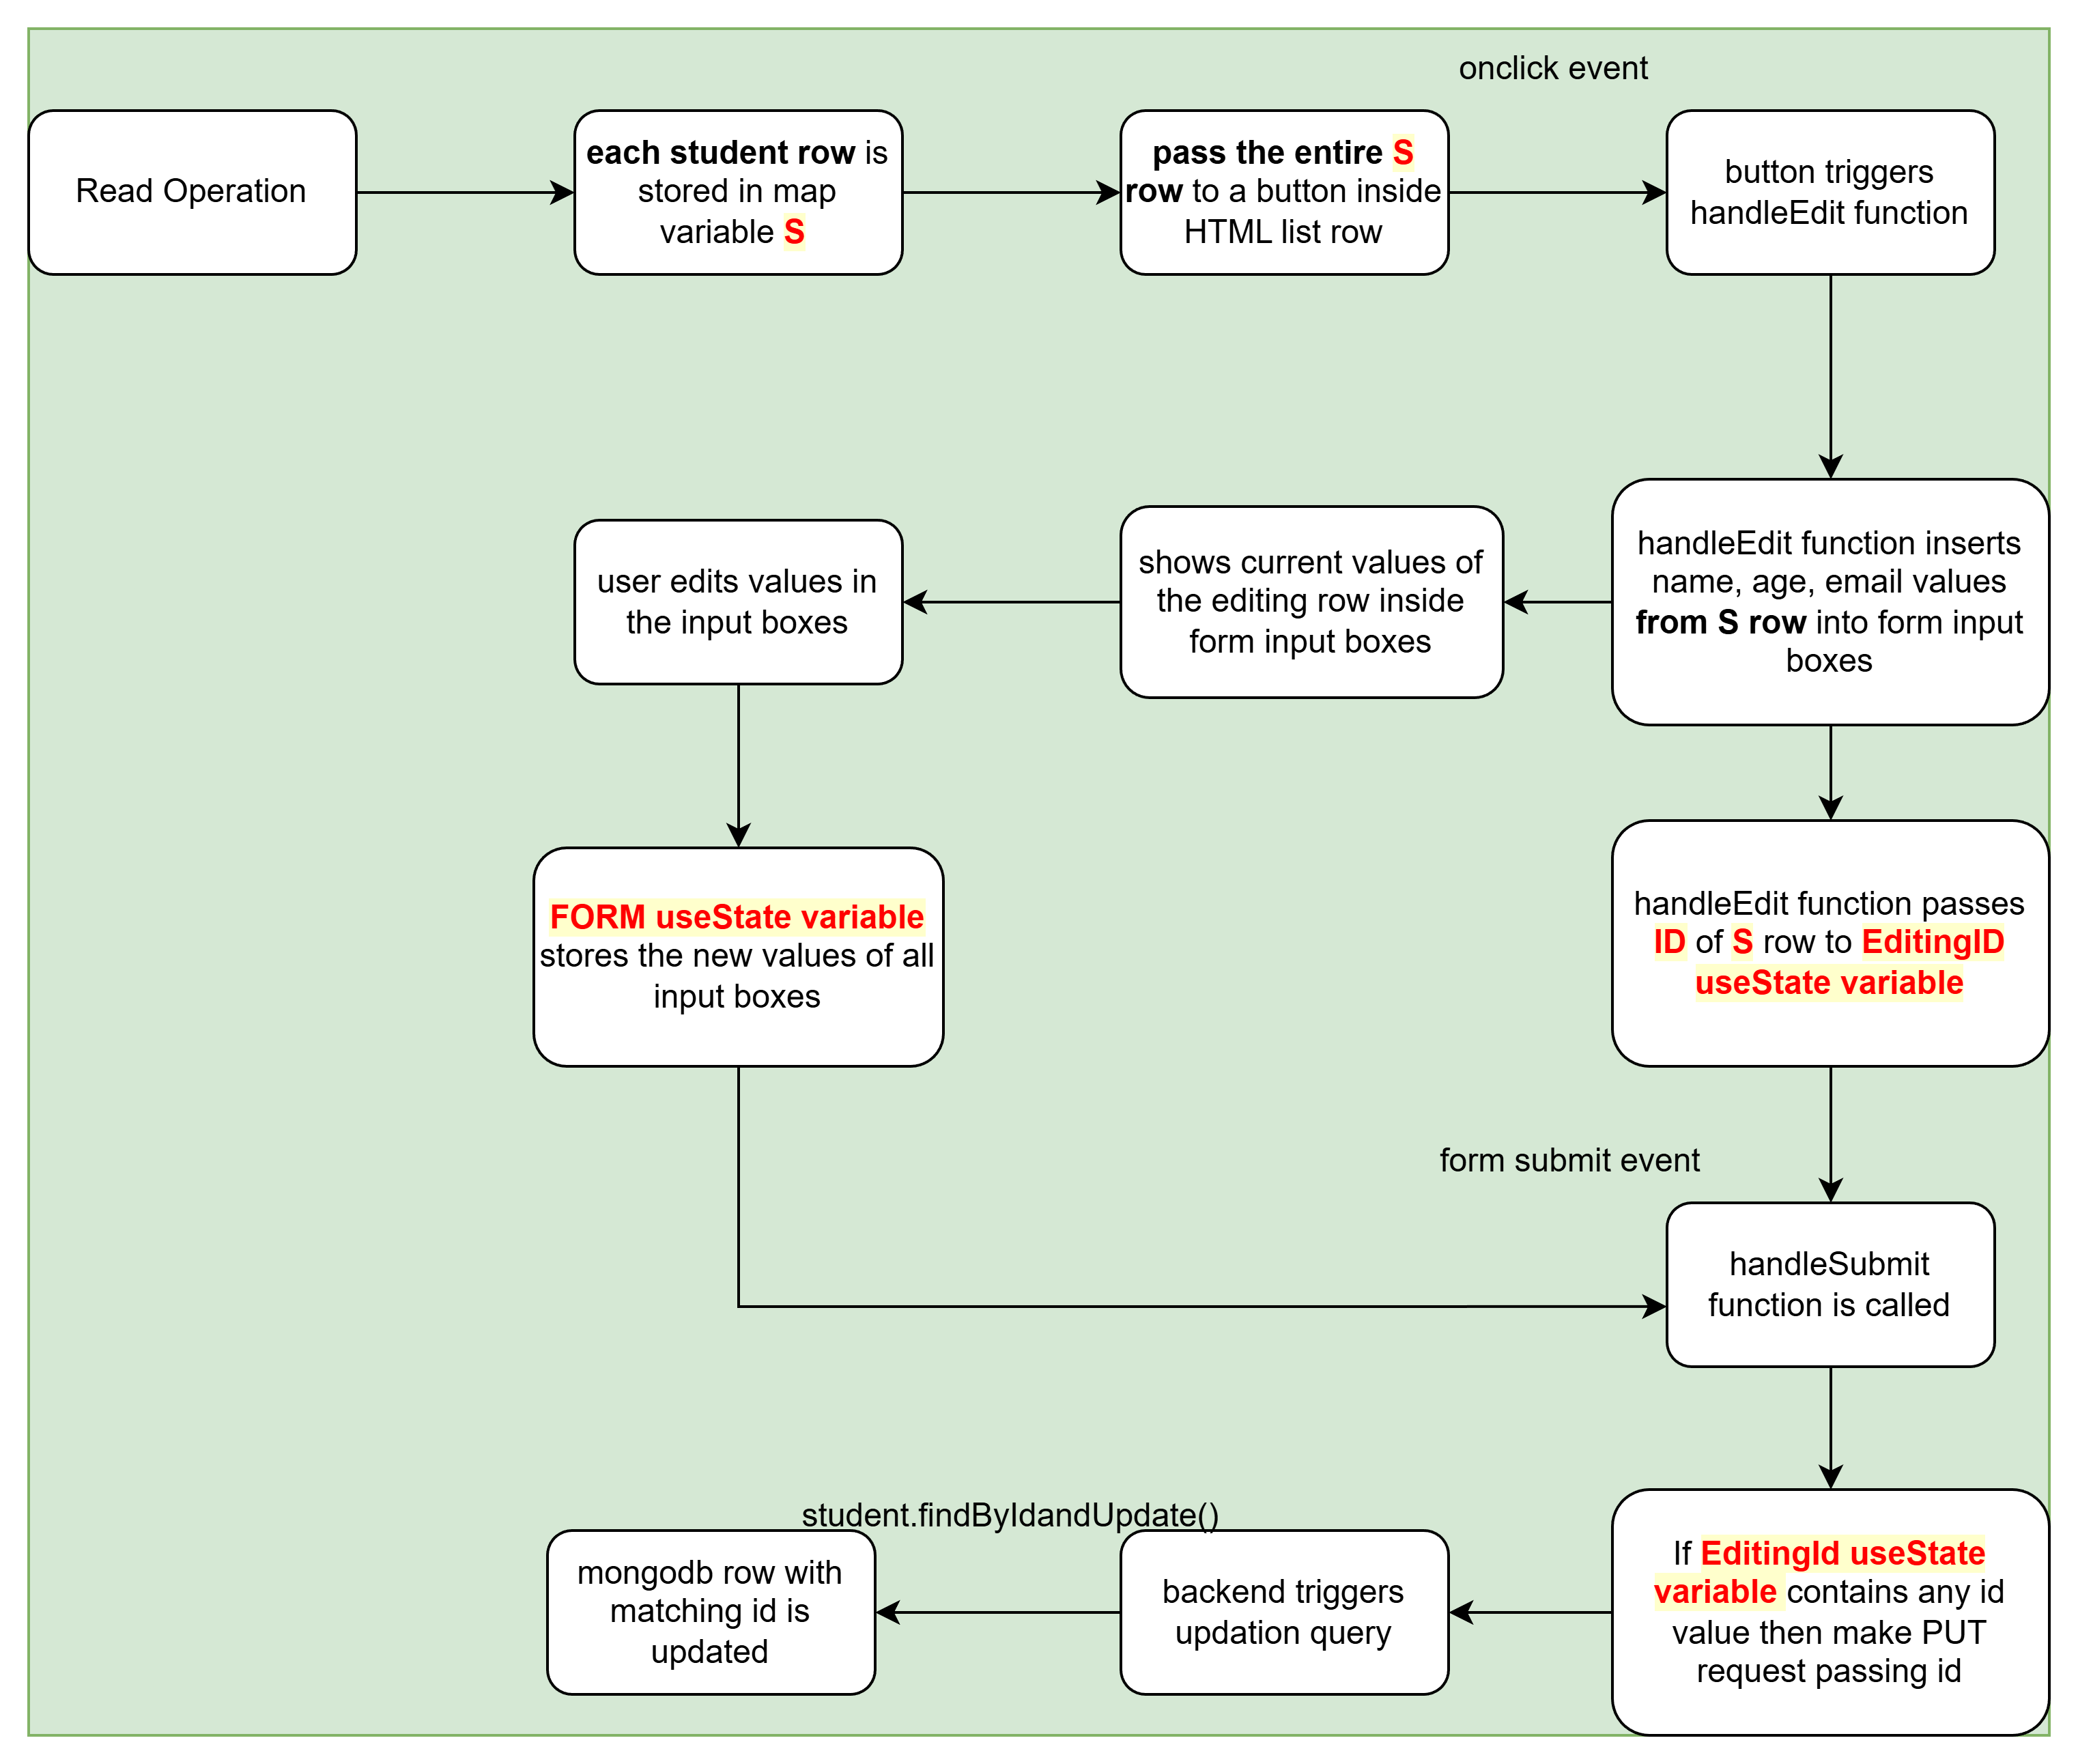 onclick event
Read Operation
each student row is
stored in map
variable S
pass the entire S
row to a button inside
HTML list row
button triggers
handleEdit function
handleEdit function inserts
name, age, email values
from S row into form input
boxes
shows current values of
the editing row inside
form input boxes
user edits values in
the input boxes
FORM useState variable
stores the new values of all
input boxes
handleEdit function passes
ID of S row to EditingID
useState variable
form submit event
handleSubmit
function is called
If EditingId useState
variable contains any id
value then make PUT
request passing id
student.findByIdandUpdate()
backend triggers
updation query
mongodb row with
matching id is
updated